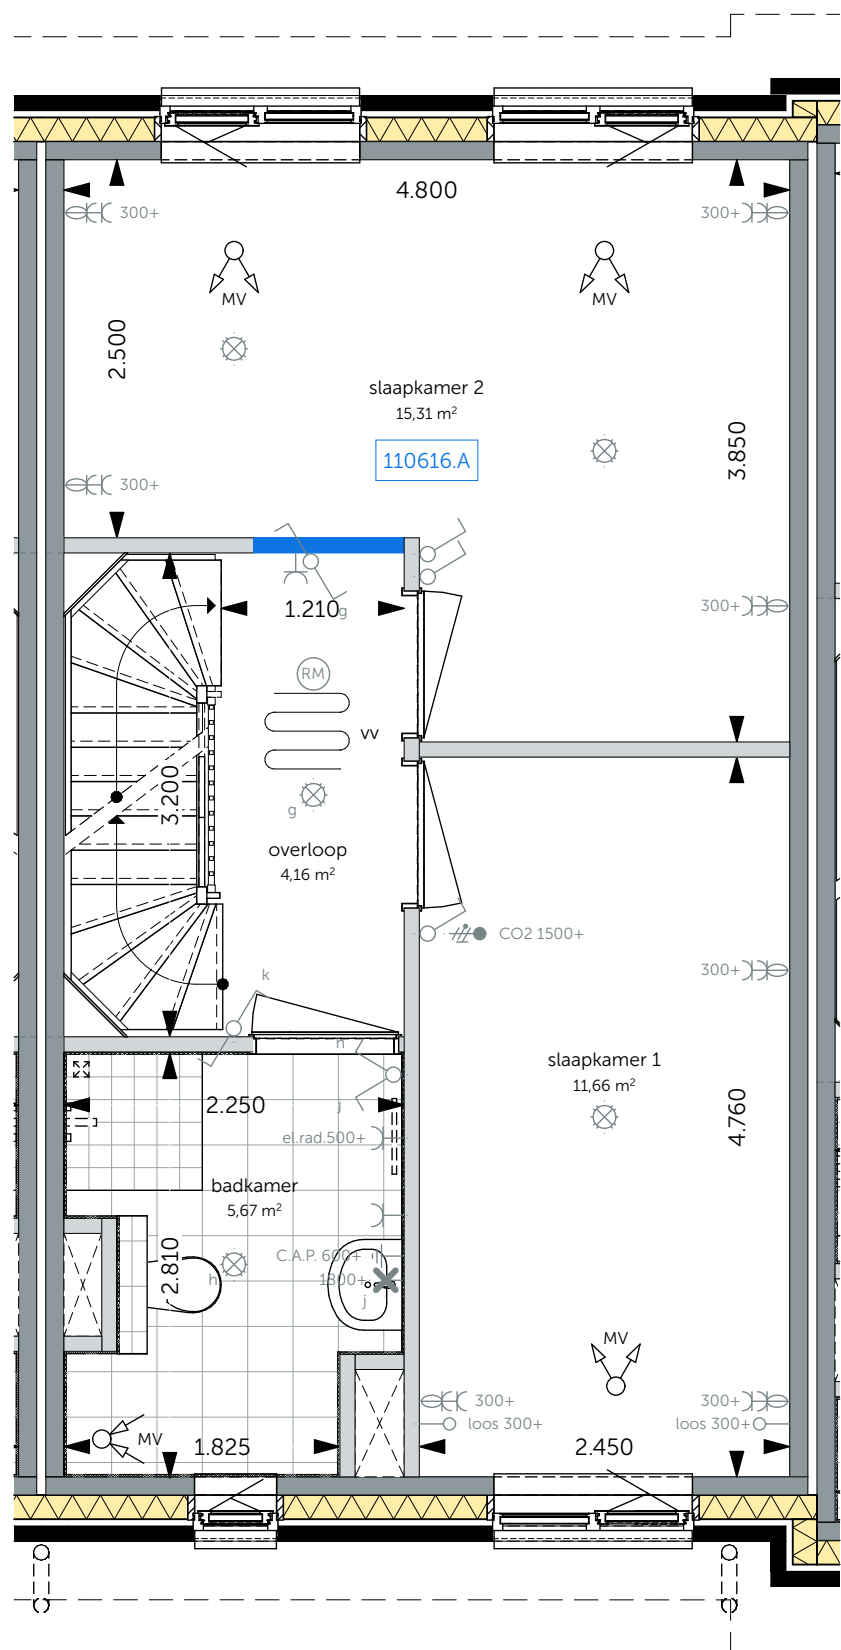 4.800
300+
300+
MV
MV
2.500
slaapkamer 2
15,31 m²
3.850
110616.A
300+
1.210
g
300+
RM
vv
3.200
g
overloop
4,16 m²
CO2 1500+
k
300+
h
slaapkamer 1
11,66 m²
2.250
j
4.760
el.rad.500+
badkamer
5,67 m²
2.810
C.A.P. 600+
h
1800+
j
MV
300+
300+
loos 300+
loos 300+
MV
1.825
2.450